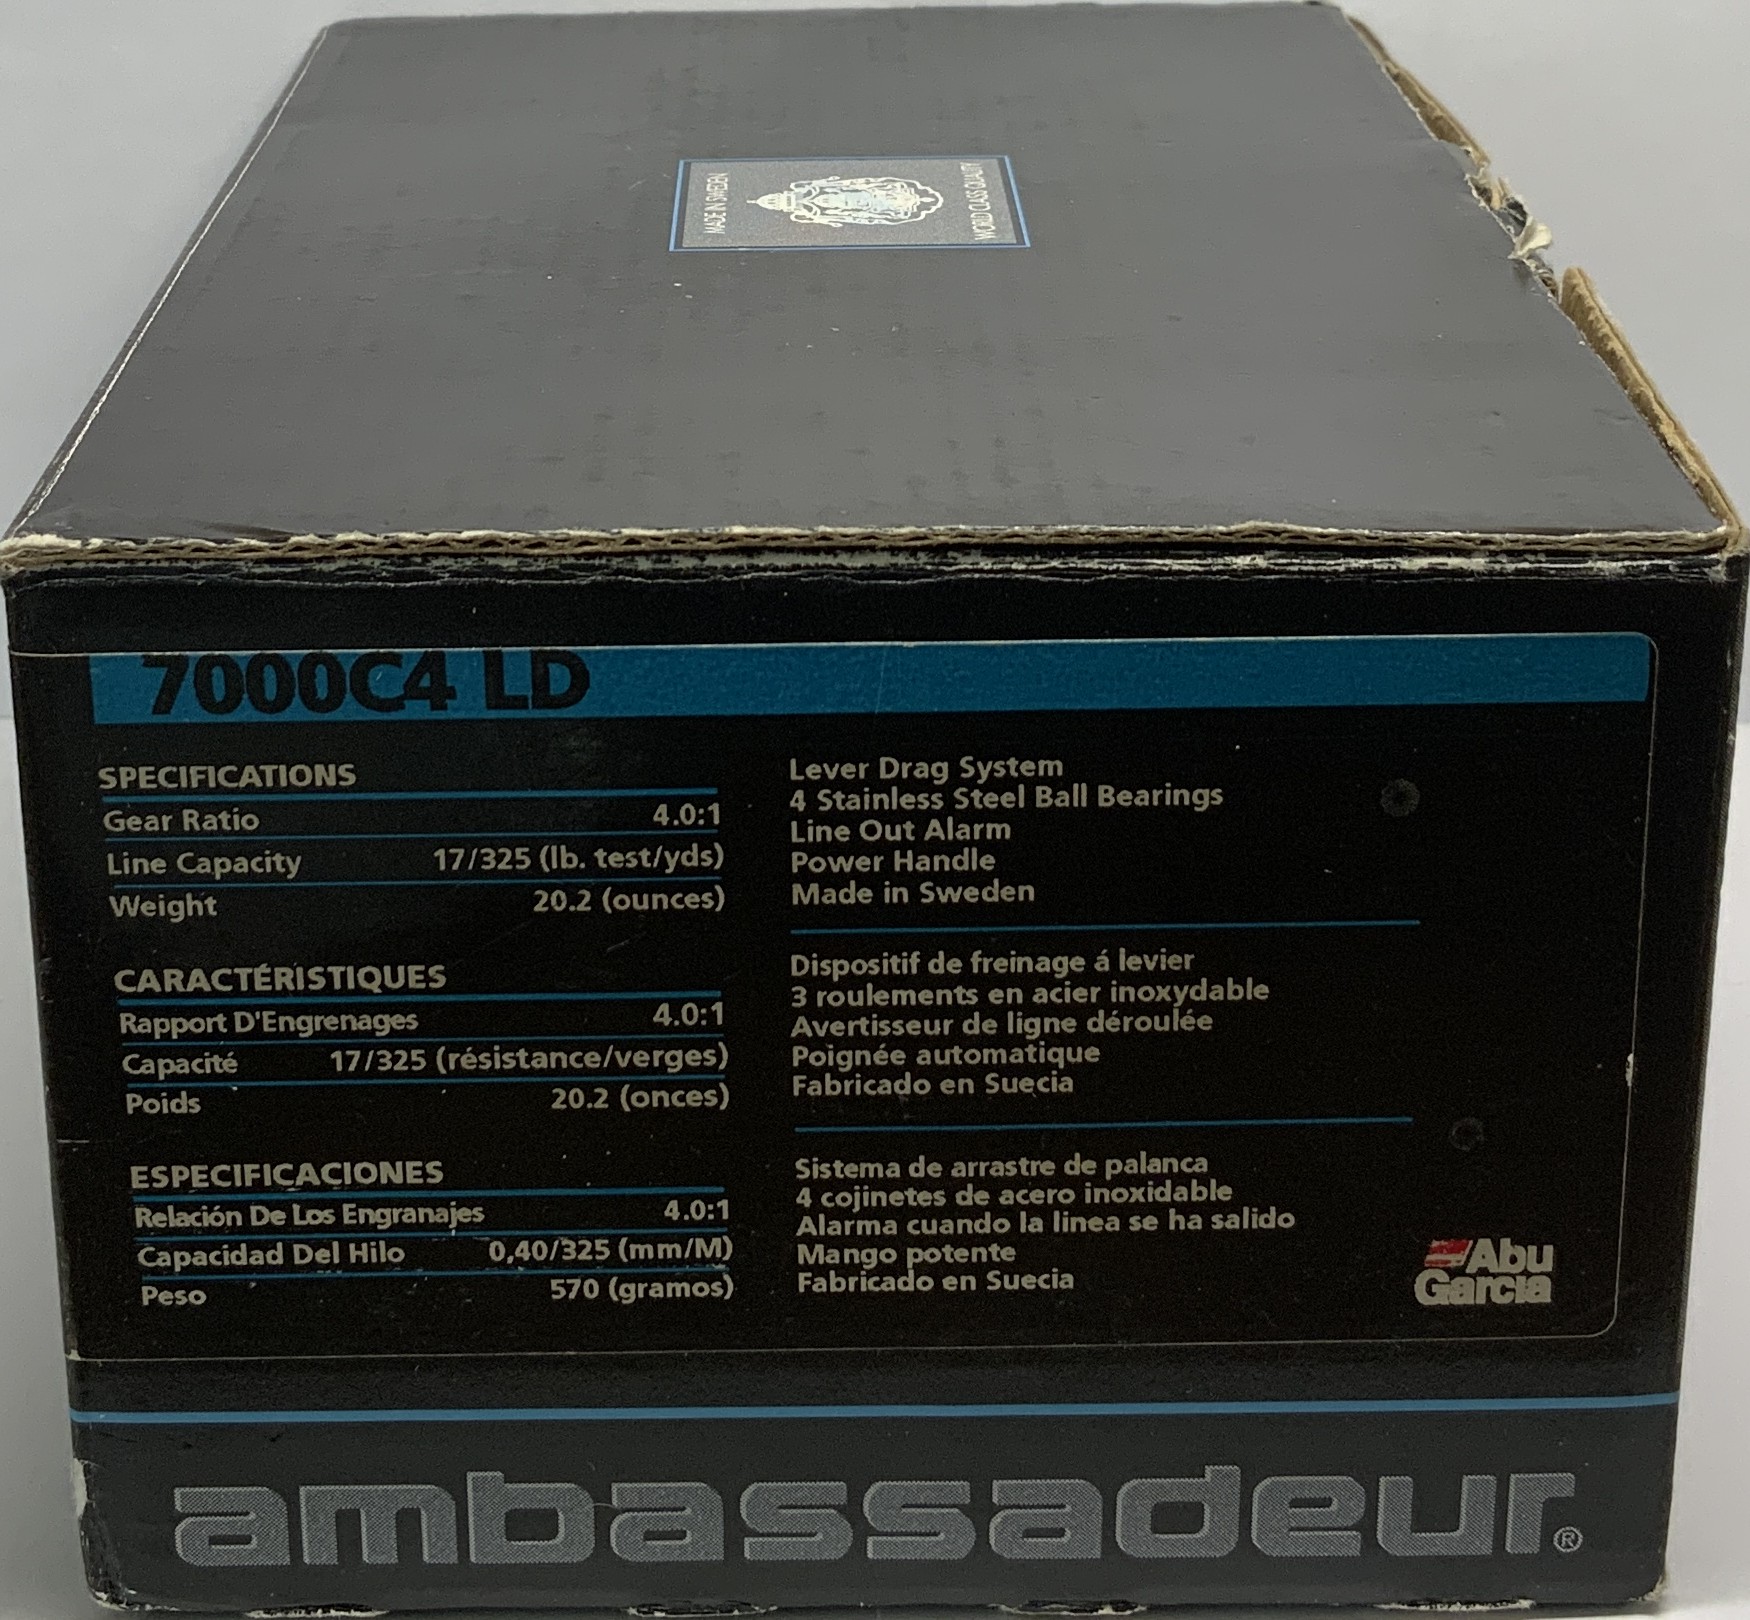 MADE IN SWEDEN
WORLD CLASS QUALITY
7000C4 LD
SPECIFICATIONS
Gear Ratio 4.0:1
Line Capacity 17/325 (lb. test/yds)
Weight 20.2 (ounces)
CARACTÉRISTIQUES
Rapport D'Engrenages 4.0:1
Capacité 17/325 (résistance/verges)
Poids 20.2 (onces)
ESPECIFICACIONES
Relación De Los Engranajes 4.0:1
Capacidad Del Hilo 0,40/325 (mm/M)
Peso 570 (gramos)
Lever Drag System
4 Stainless Steel Ball Bearings
Line Out Alarm
Power Handle
Made in Sweden
Dispositif de freinage á levier
3 roulements en acier inoxydable
Avertisseur de ligne déroulée
Poignée automatique
Fabricado en Suecia
Sistema de arrastre de palanca
4 cojinetes de acero inoxidable
Alarma cuando la linea se ha salido
Mango potente
Fabricado en Suecia
Abu
Garcia
ambassadeur®